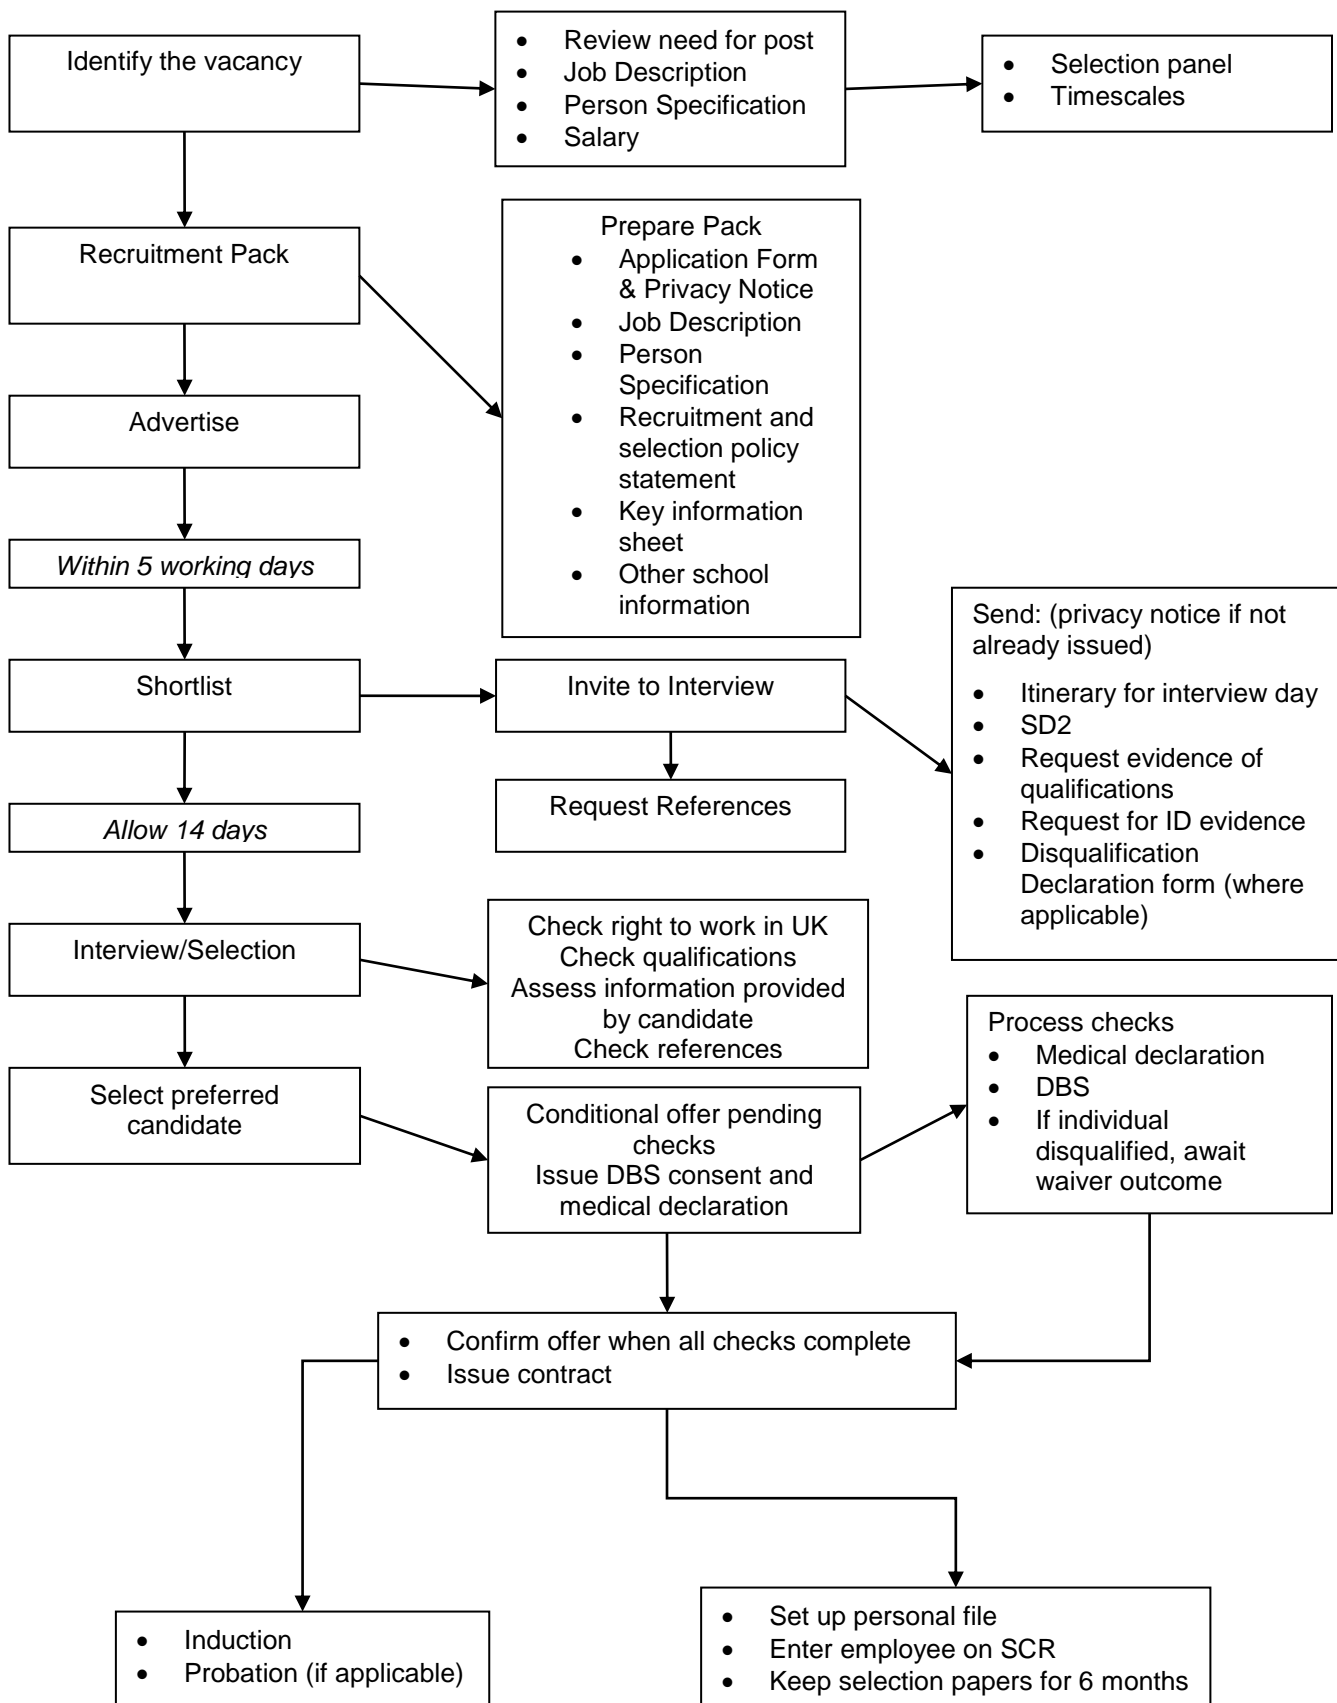 Identify the vacancy
Review need for post
Job Description
Person Specification
Salary
Selection panel
Timescales
Recruitment Pack
Prepare Pack
Application Form
& Privacy Notice
Job Description
Person
Specification
Recruitment and
selection policy
statement
Key information
sheet
Other school
information
Advertise
Within 5 working days
Shortlist
Invite to Interview
Request References
Send: (privacy notice if not
already issued)
Itinerary for interview day
SD2
Request evidence of
qualifications
Request for ID evidence
Disqualification
Declaration form (where
applicable)
Allow 14 days
Interview/Selection
Check right to work in UK
Check qualifications
Assess information provided
by candidate
Check references
Select preferred
candidate
Conditional offer pending
checks
Issue DBS consent and
medical declaration
Process checks
Medical declaration
DBS
If individual
disqualified, await
waiver outcome
Confirm offer when all checks complete
Issue contract
Induction
Probation (if applicable)
Set up personal file
Enter employee on SCR
Keep selection papers for 6 months